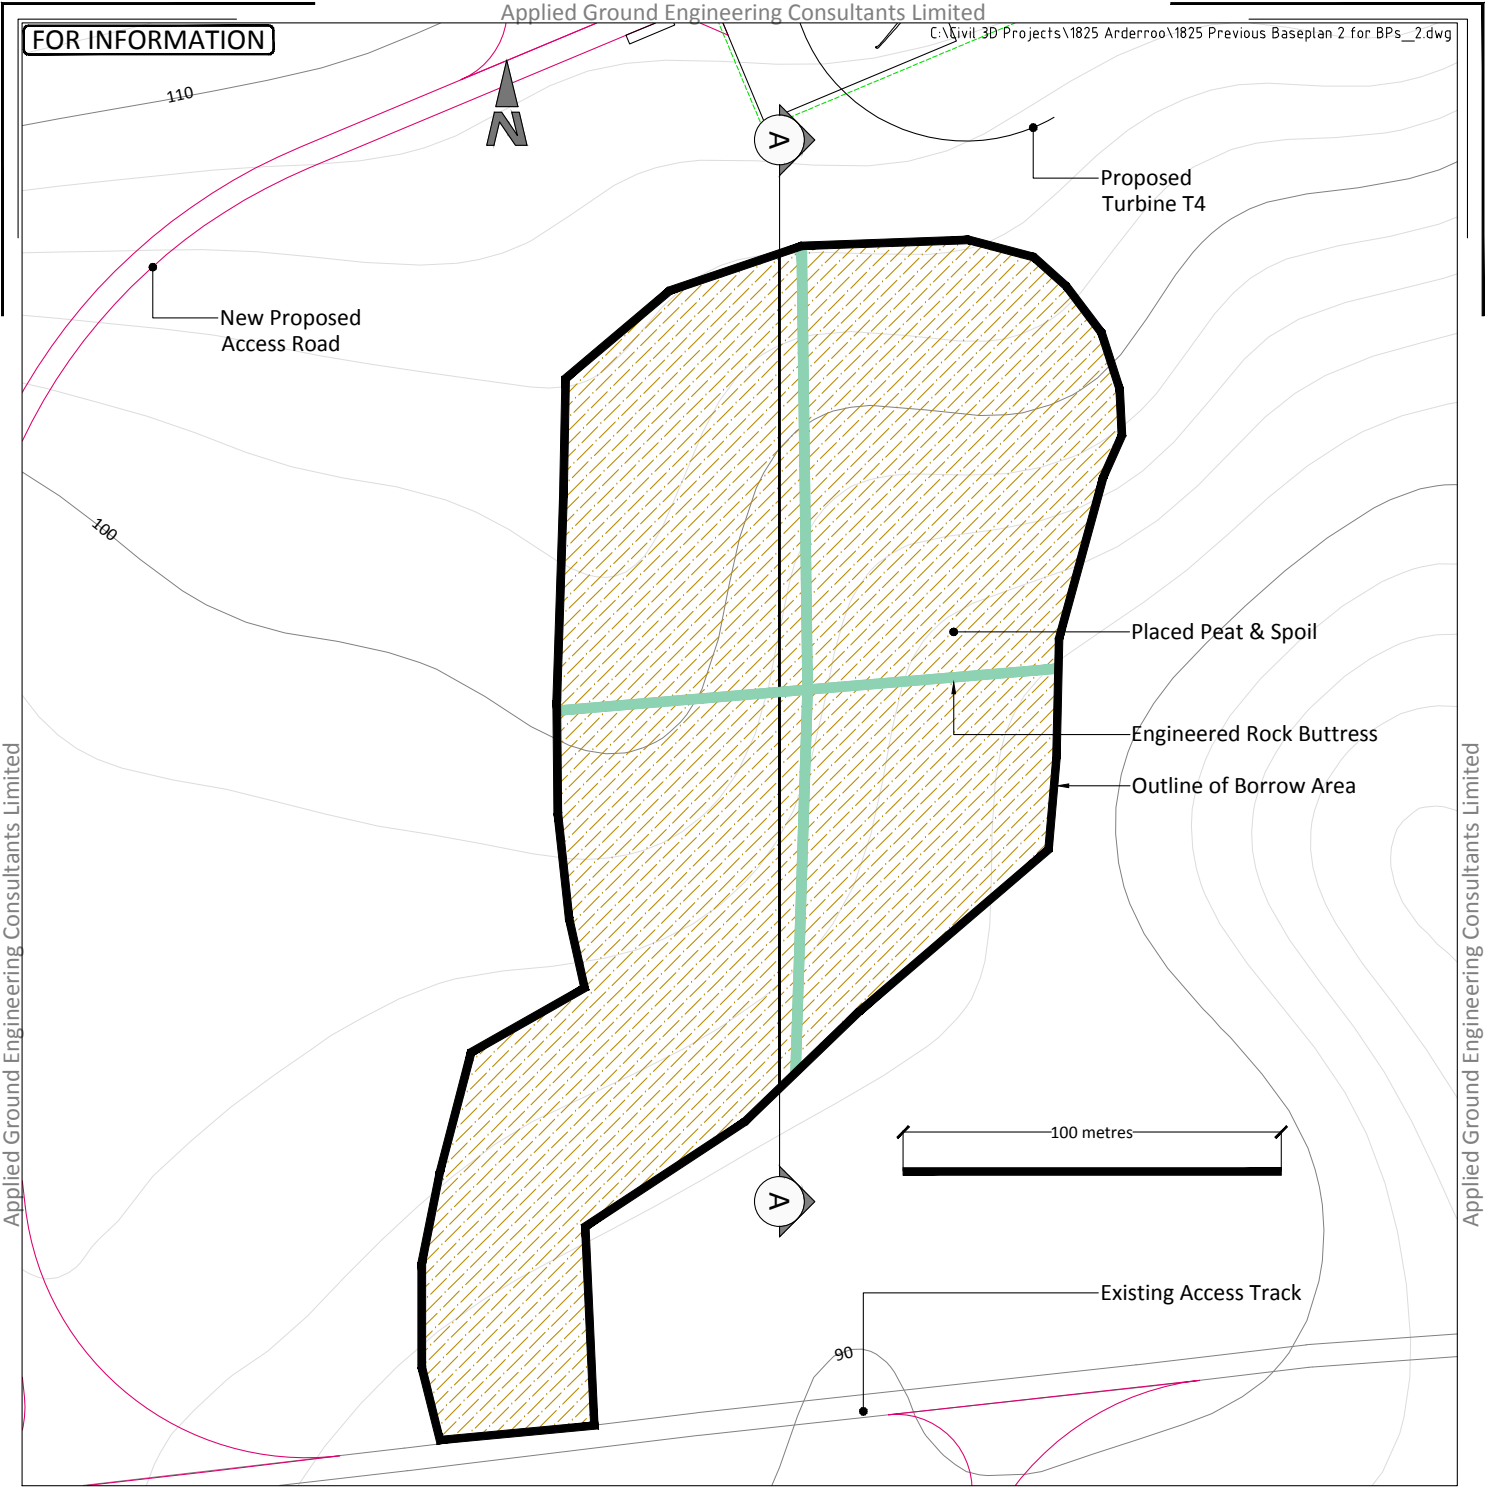 Applied Ground Engineering Consultants Limited
FOR INFORMATION
C:\Civil 3D Projects\1825 Arderroo\1825 Previous Baseplan 2 for BPs_2.dwg
110
N
A
Proposed
Turbine T4
New Proposed
Access Road
100
Placed Peat & Spoil
Engineered Rock Buttress
Outline of Borrow Area
Applied Ground Engineering Consultants Limited
Applied Ground Engineering Consultants Limited
100 metres
A
Existing Access Track
90